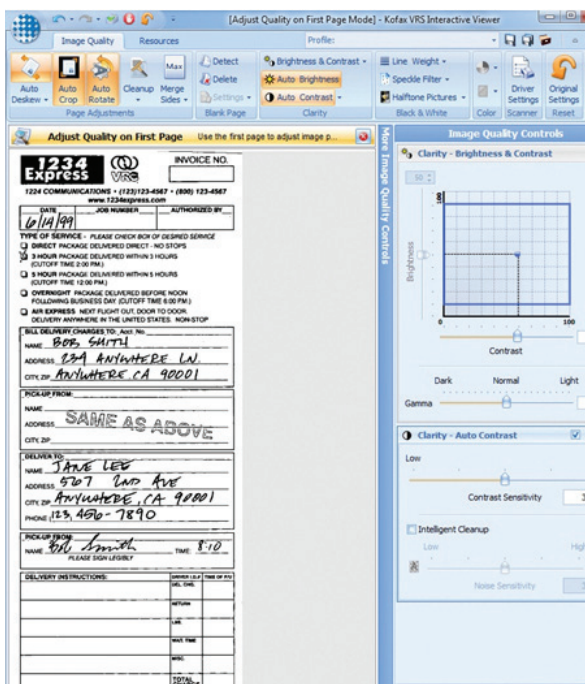 [Adjust Quality on First Page Mode] - Kofax VRS Interactive Viewer
Image Quality
Resources
Profile:
Auto Deskew
Auto Crop
Auto Rotate
Cleanup
Merge Sides
Max
Page Adjustments
Detect
Delete
Settings
Blank Page
Brightness & Contrast
Auto Brightness
Auto Contrast
Clarity
Line Weight
Speckle Filter
Halftone Pictures
Black & White
Color
Driver Settings
Scanner
Original Settings
Reset
Adjust Quality on First Page
Use the first page to adjust image p...
1234
Express
VRS
INVOICE NO.
1224 COMMUNICATIONS • (123)123-4567 • (800) 123-4567
www.1234express.com
DATE
JOB NUMBER
AUTHORIZED BY
6/14/99
TYPE OF SERVICE - PLEASE CHECK BOX OF DESIRED SERVICE
DIRECT PACKAGE DELIVERED DIRECT - NO STOPS
3 HOUR PACKAGE DELIVERED WITHIN 3 HOURS
(CUTOFF TIME 2:00 PM.)
5 HOUR PACKAGE DELIVERED WITHIN 5 HOURS
(CUTOFF TIME 12:00 PM.)
OVERNIGHT PACKAGE DELIVERED BEFORE NOON
FOLLOWING BUSINESS DAY (CUTOFF TIME 6:00 PM.)
AIR EXPRESS NEXT FLIGHT OUT, DOOR TO DOOR
DELIVERY ANYWHERE IN THE UNITED STATES. NON-STOP
BILL DELIVERY CHARGES TO: Acct. No.
NAME BOB SMITH
ADDRESS 234 ANYWHERE LN.
CITY, ZIP ANYWHERE, CA 90001
PICK-UP FROM:
NAME
ADDRESS SAME AS ABOVE
CITY, ZIP
DELIVER TO:
NAME JANE LEE
ADDRESS 567 2ND AVE
CITY, ZIP ANYWHERE, CA 90001
PHONE (123) 456-7890
PICK-UP FROM:
NAME Bob Smith TIME 8:10
PLEASE SIGN LEGIBLY
DELIVERY INSTRUCTIONS:
TIME OF P/U
DEL. CHG.
RETURN
LBS.
WAIT. TIME
MISC.
TOTAL
More Image Quality Controls
Image Quality Controls
Clarity - Brightness & Contrast
50
100
Brightness
0
100
Contrast
Dark
Normal
Light
Gamma
Clarity - Auto Contrast
Low
Contrast Sensitivity
3
Intelligent Cleanup
Low
High
Noise Sensitivity